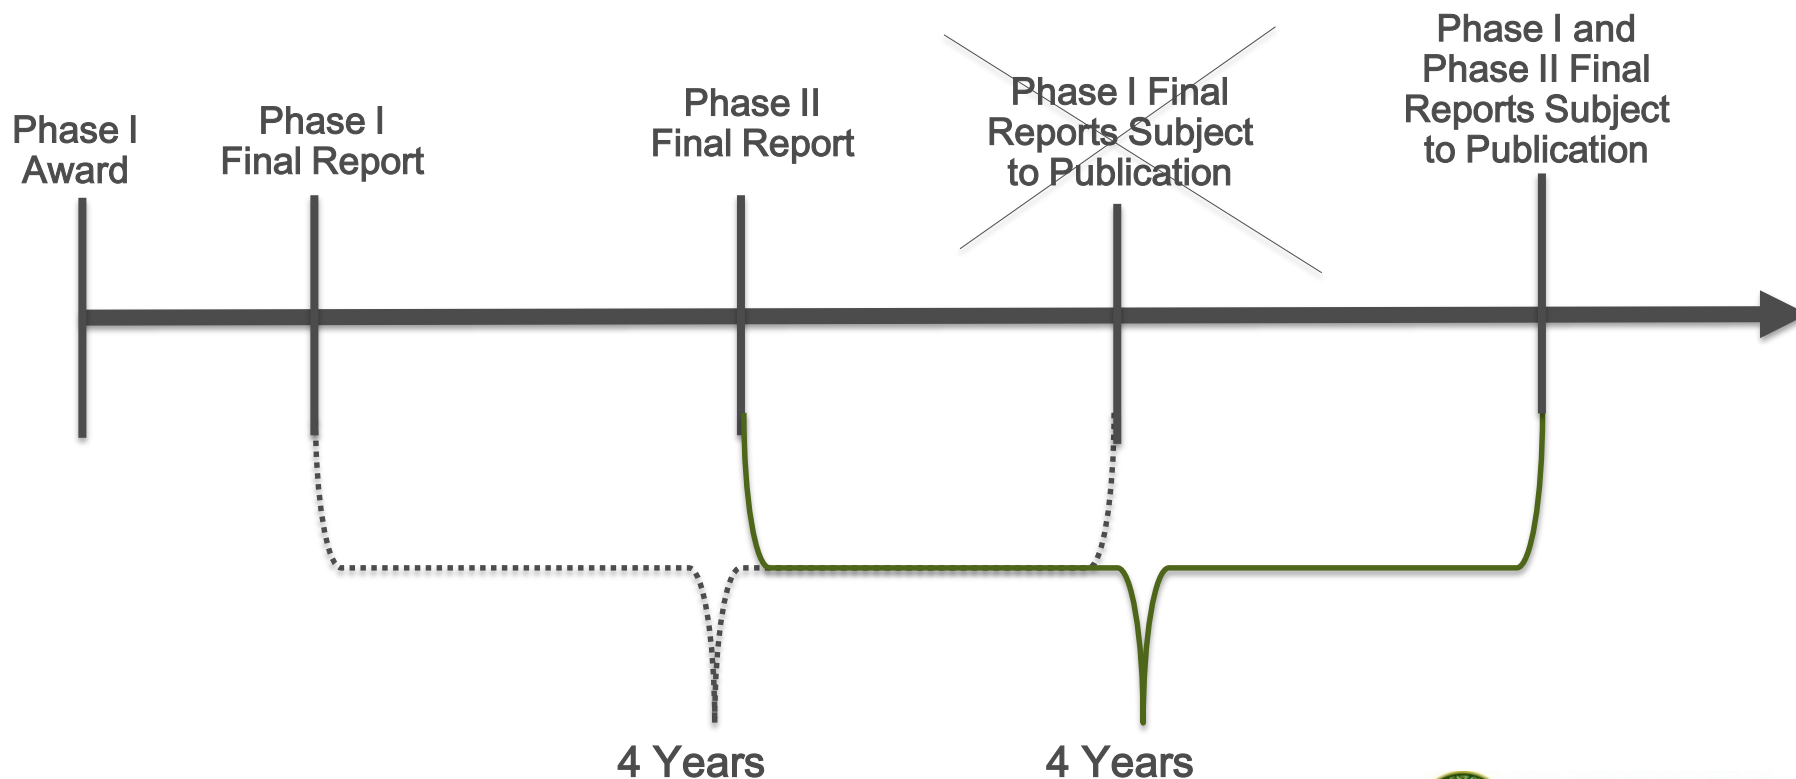 Phase I
Award
Phase I
Final Report
Phase II
Final Report
Phase I Final
Reports Subject
to Publication
Phase I and
Phase II Final
Reports Subject
to Publication
4 Years
4 Years